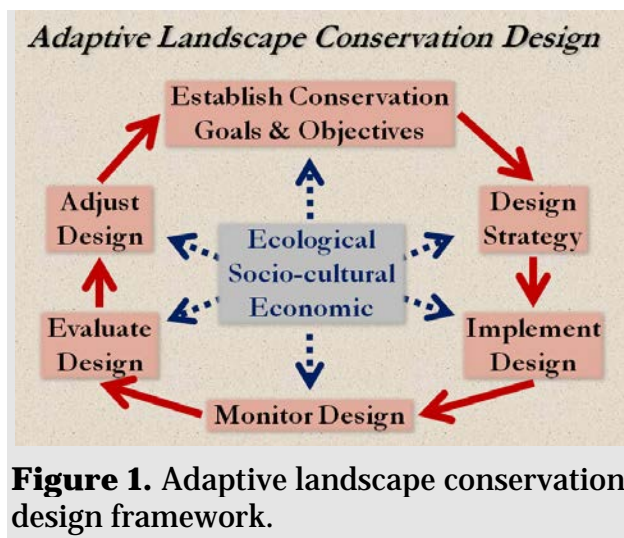 Adaptive Landscape Conservation Design
Establish Conservation
Goals & Objectives
Adjust
Design
Design
Strategy
Ecological
Socio-cultural
Economic
Evaluate
Design
Implement
Design
Monitor Design
Figure 1. Adaptive landscape conservation
design framework.